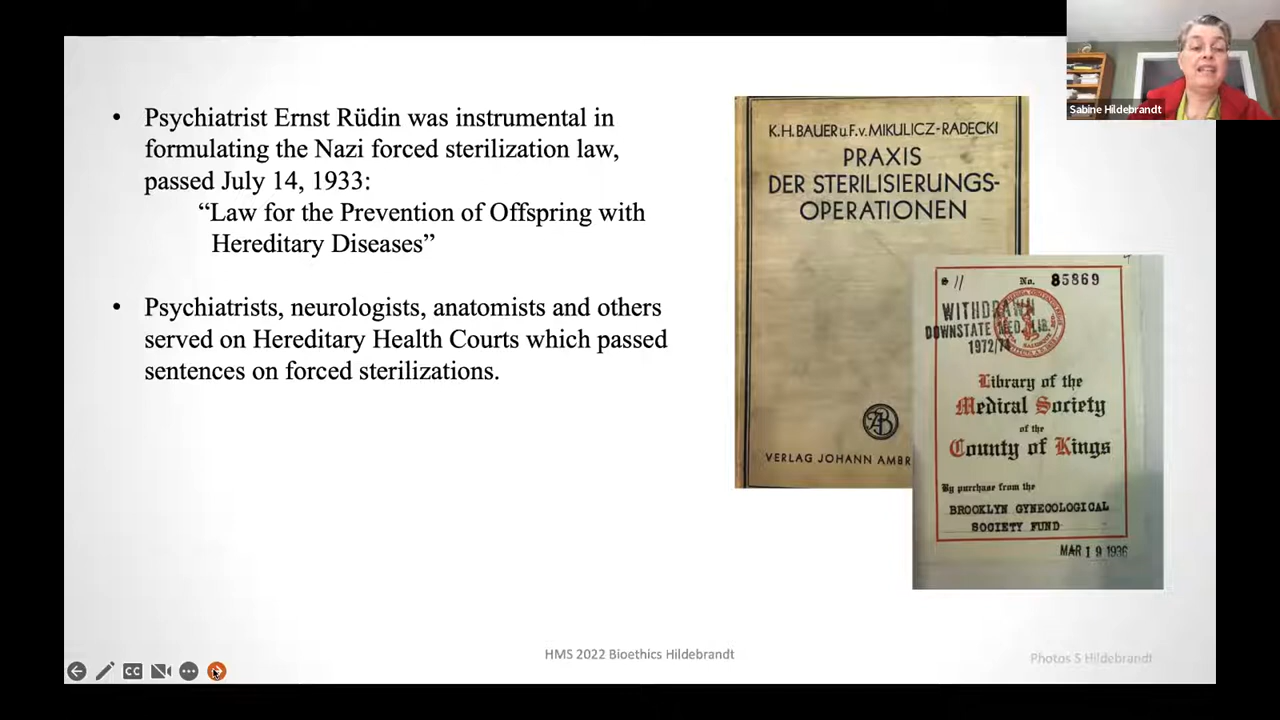 Sabine Hildebrandt
• Psychiatrist Ernst Rüdin was instrumental in
formulating the Nazi forced sterilization law,
passed July 14, 1933:
“Law for the Prevention of Offspring with
Hereditary Diseases”
• Psychiatrists, neurologists, anatomists and others
served on Hereditary Health Courts which passed
sentences on forced sterilizations.
K.H. BAUER u. F. v. MIKULICZ-RADECKI
PRAXIS
DER STERILISIERUNGS-
OPERATIONEN
VERLAG JOHANN AMBR
No. 85869
WITHDRAWN
DOWNSTATE MED. LIB.
1972/
Library of the
Medical Society
of the
County of Kings
By purchase from the
BROOKLYN GYNECOLOGICAL
SOCIETY FUND
MAR 19 1936
HMS 2022 Bioethics Hildebrandt
Photos S Hildebrandt
CC